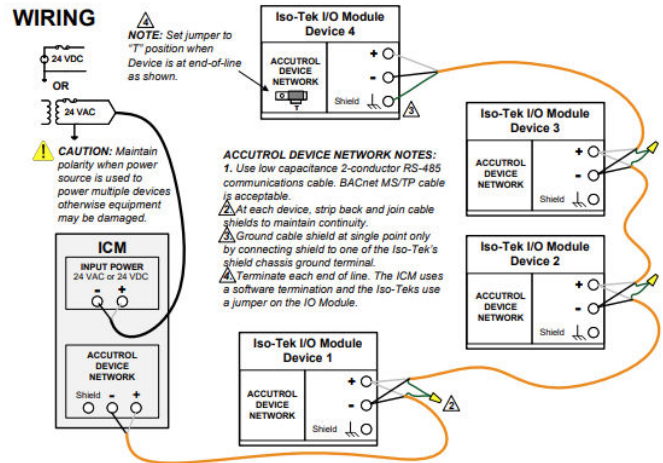 WIRING
24 VDC
OR
24 VAC
4
NOTE: Set jumper to
"T" position when
Device is at end-of-line
as shown.
CAUTION: Maintain
polarity when power
source is used to
power multiple devices
otherwise equipment
may be damaged.
ICM
INPUT POWER
24 VAC or 24 VDC
- +
ACCUTROL
DEVICE
NETWORK
Shield - +
Iso-Tek I/O Module
Device 4
ACCUTROL
DEVICE
NETWORK
T
+
-
Shield
3
ACCUTROL DEVICE NETWORK NOTES:
1. Use low capacitance 2-conductor RS-485
communications cable. BACnet MS/TP cable
is acceptable.
2. At each device, strip back and join cable
shields to maintain continuity.
3. Ground cable shield at single point only
by connecting shield to one of the Iso-Tek's
shield chassis ground terminal.
4. Terminate each end of line. The ICM uses
a software termination and the Iso-Teks use
a jumper on the IO Module.
Iso-Tek I/O Module
Device 3
ACCUTROL
DEVICE
NETWORK
+
-
Shield
Iso-Tek I/O Module
Device 2
ACCUTROL
DEVICE
NETWORK
+
-
Shield
Iso-Tek I/O Module
Device 1
ACCUTROL
DEVICE
NETWORK
+
-
Shield
2